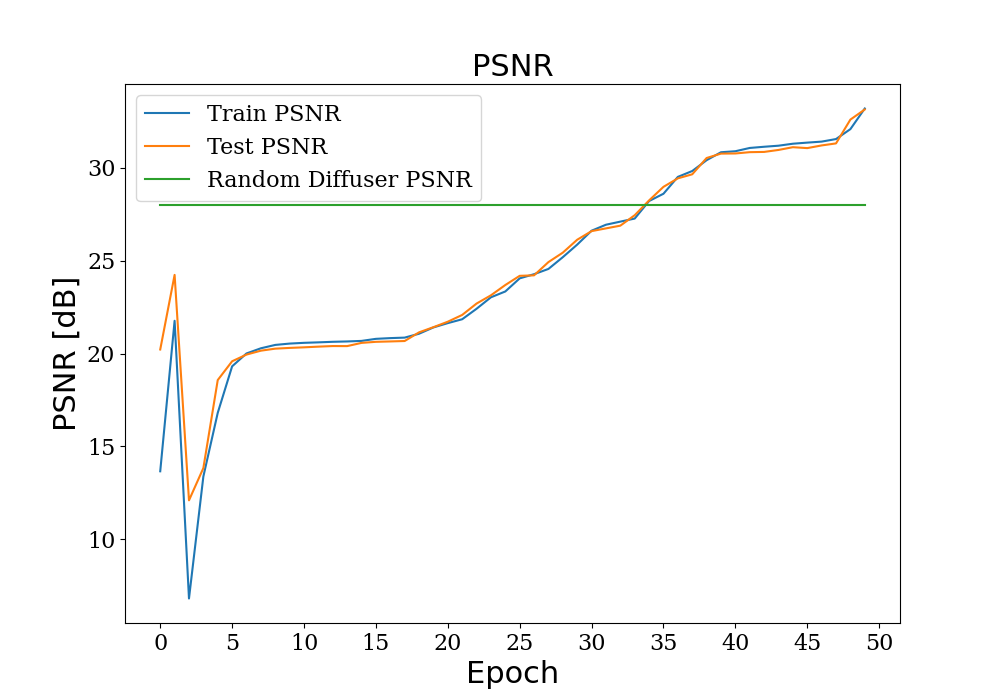 PSNR
Train PSNR
Test PSNR
Random Diffuser PSNR
PSNR [dB]
30
25
20
15
10
0 5 10 15 20 25 30 35 40 45 50
Epoch